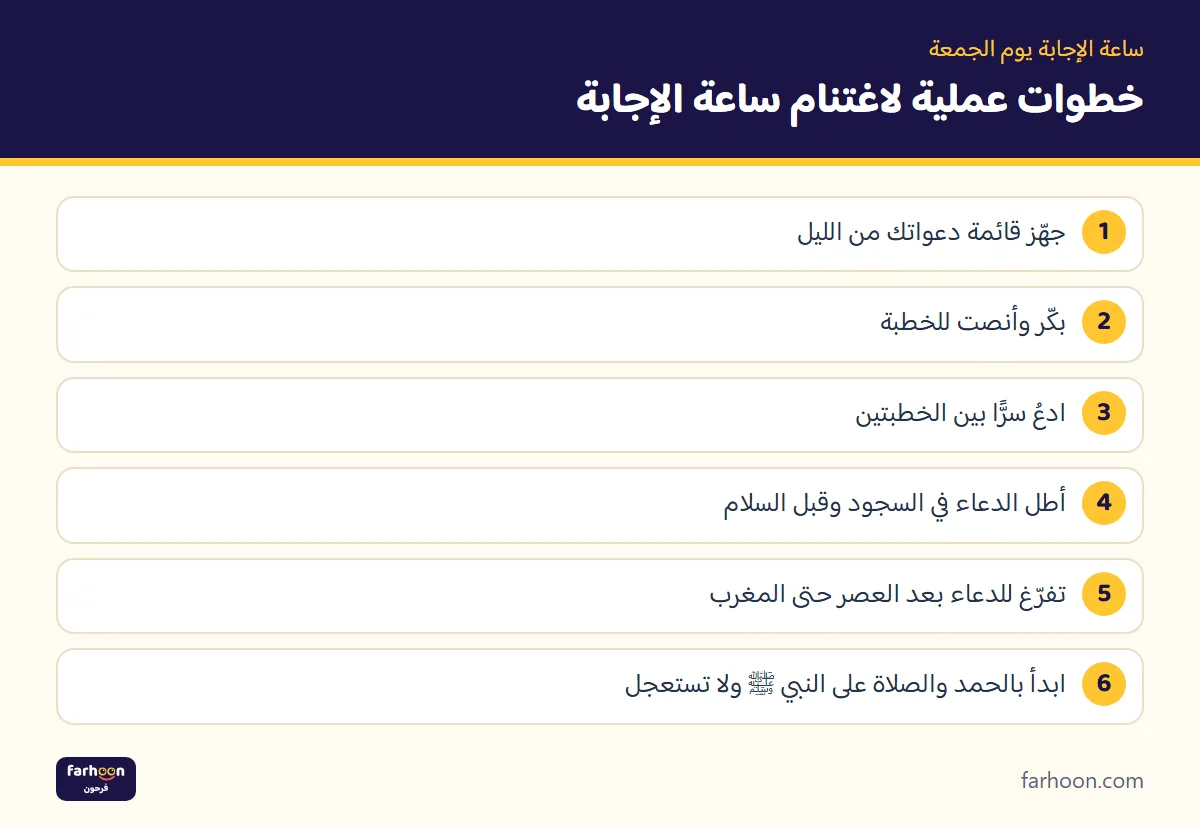 ساعة الإجابة يوم الجمعة
خطوات عملية لاغتنام ساعة الإجابة
1 جهّز قائمة دعواتك من الليل
2 بكّر وأنصت للخطبة
3 ادعُ سرًّا بين الخطبتين
4 أطل الدعاء في السجود وقبل السلام
5 تفرّغ للدعاء بعد العصر حتى المغرب
6 ابدأ بالحمد والصلاة على النبي ﷺ ولا تستعجل
farhoon.com
farhoon
فرحون